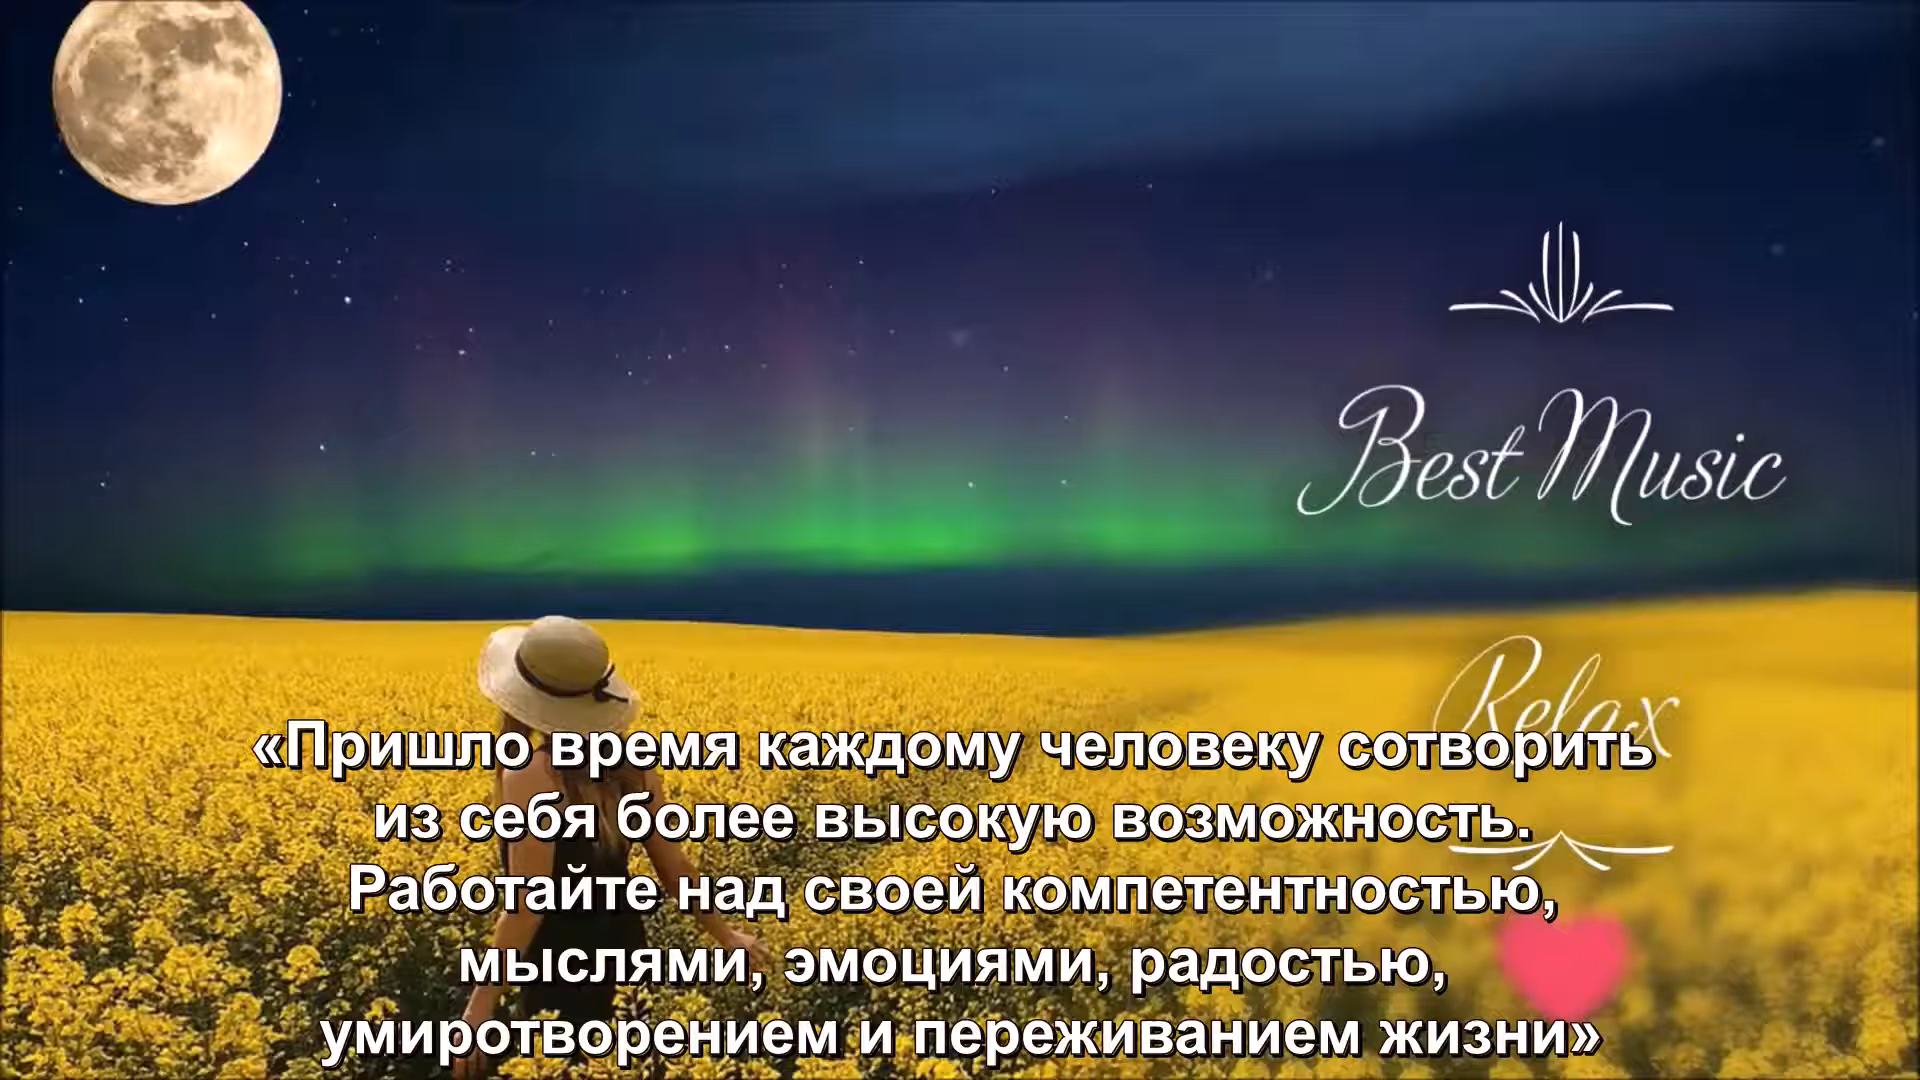 Best Music
Relax
«Пришло время каждому человеку сотворить
из себя более высокую возможность.
Работайте над своей компетентностью,
мыслями, эмоциями, радостью,
умиротворением и переживанием жизни»